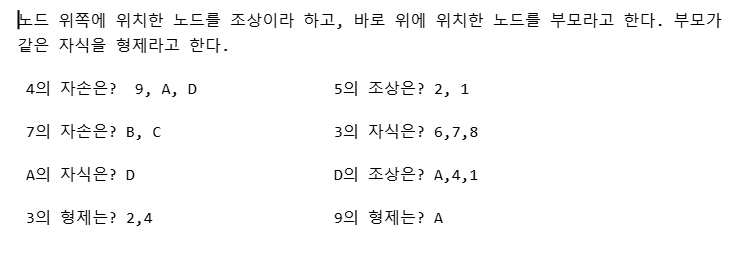 노드 위쪽에 위치한 노드를 조상이라 하고, 바로 위에 위치한 노드를 부모라고 한다. 부모가
같은 자식을 형제라고 한다.
4의 자손은? 9, A, D 5의 조상은? 2, 1
7의 자손은? B, C 3의 자식은? 6,7,8
A의 자식은? D D의 조상은? A,4,1
3의 형제는? 2,4 9의 형제는? A